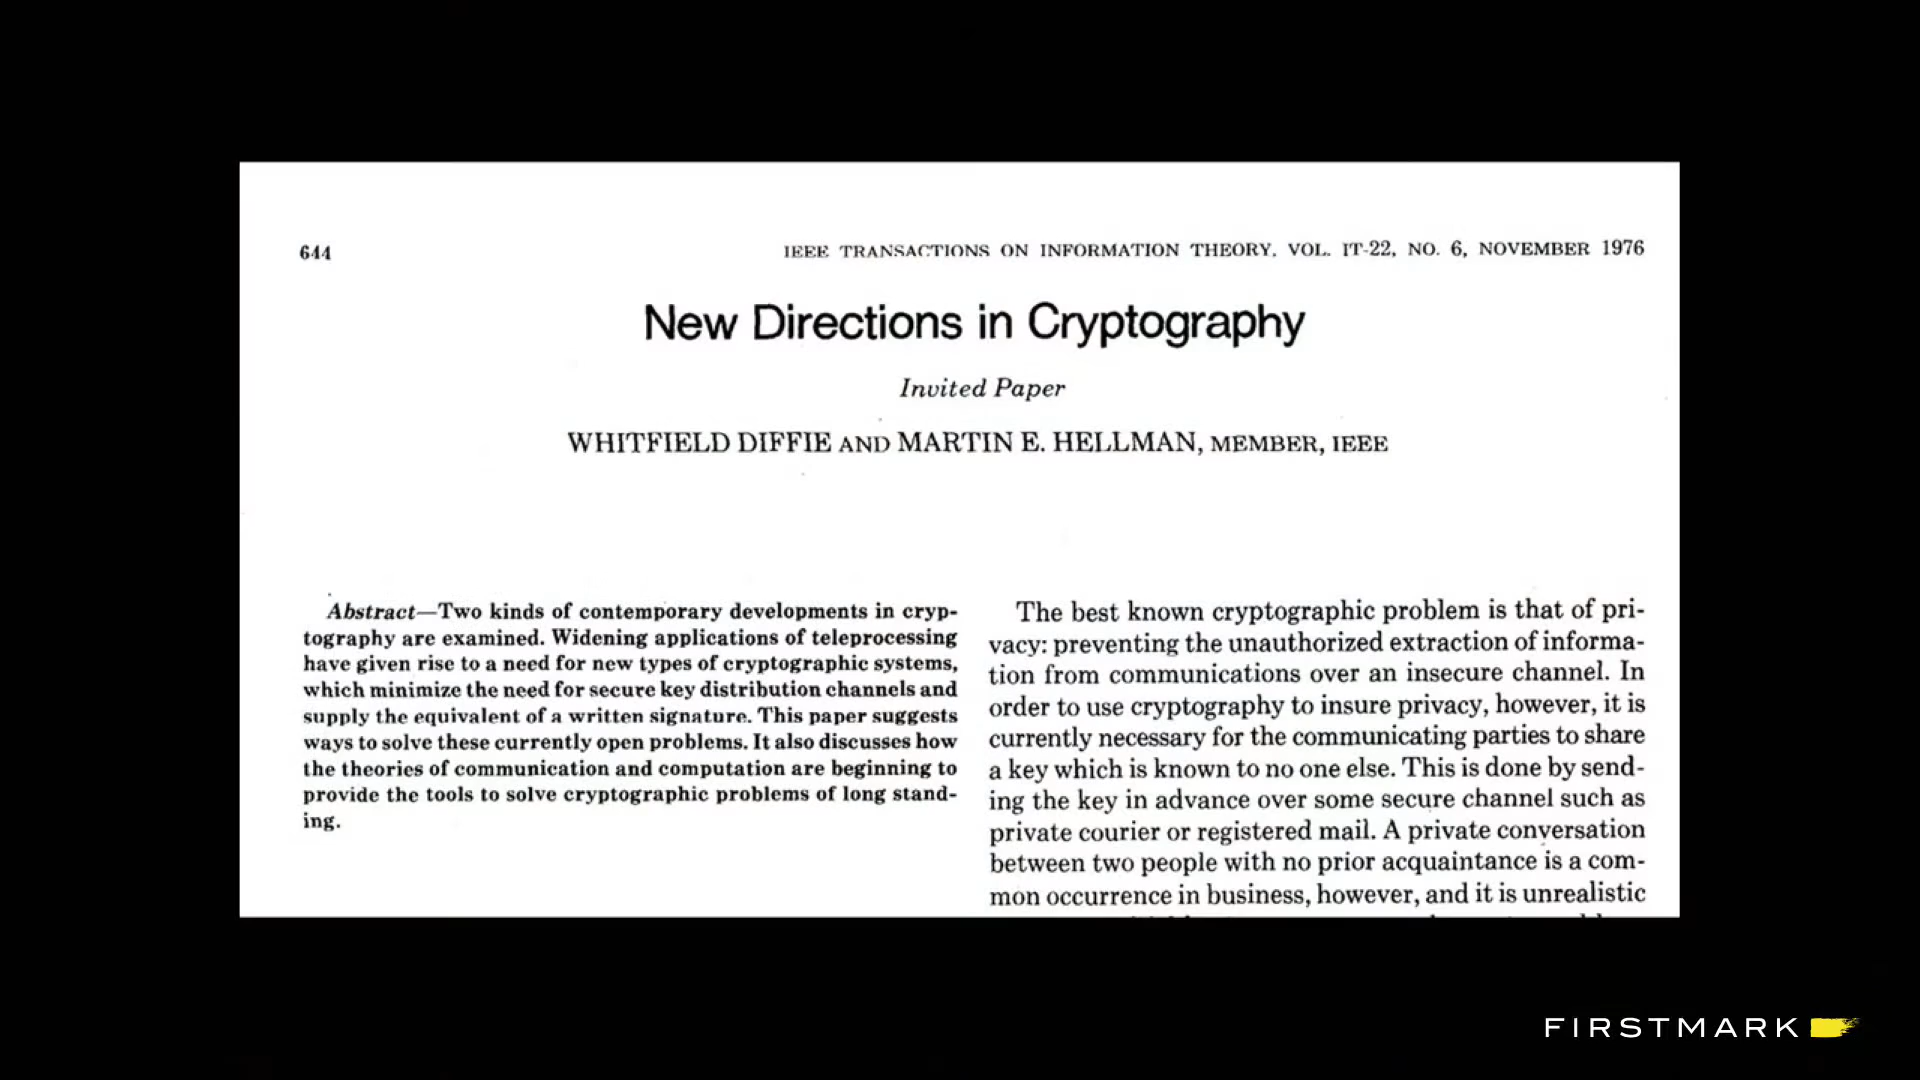 644
IEEE TRANSACTIONS ON INFORMATION THEORY, VOL. IT-22, NO. 6, NOVEMBER 1976
New Directions in Cryptography
Invited Paper
WHITFIELD DIFFIE AND MARTIN E. HELLMAN, MEMBER, IEEE
Abstract—Two kinds of contemporary developments in cryp-
tography are examined. Widening applications of teleprocessing
have given rise to a need for new types of cryptographic systems,
which minimize the need for secure key distribution channels and
supply the equivalent of a written signature. This paper suggests
ways to solve these currently open problems. It also discusses how
the theories of communication and computation are beginning to
provide the tools to solve cryptographic problems of long stand-
ing.
The best known cryptographic problem is that of pri-
vacy: preventing the unauthorized extraction of informa-
tion from communications over an insecure channel. In
order to use cryptography to insure privacy, however, it is
currently necessary for the communicating parties to share
a key which is known to no one else. This is done by send-
ing the key in advance over some secure channel such as
private courier or registered mail. A private conversation
between two people with no prior acquaintance is a com-
mon occurrence in business, however, and it is unrealistic
FIRSTMARK